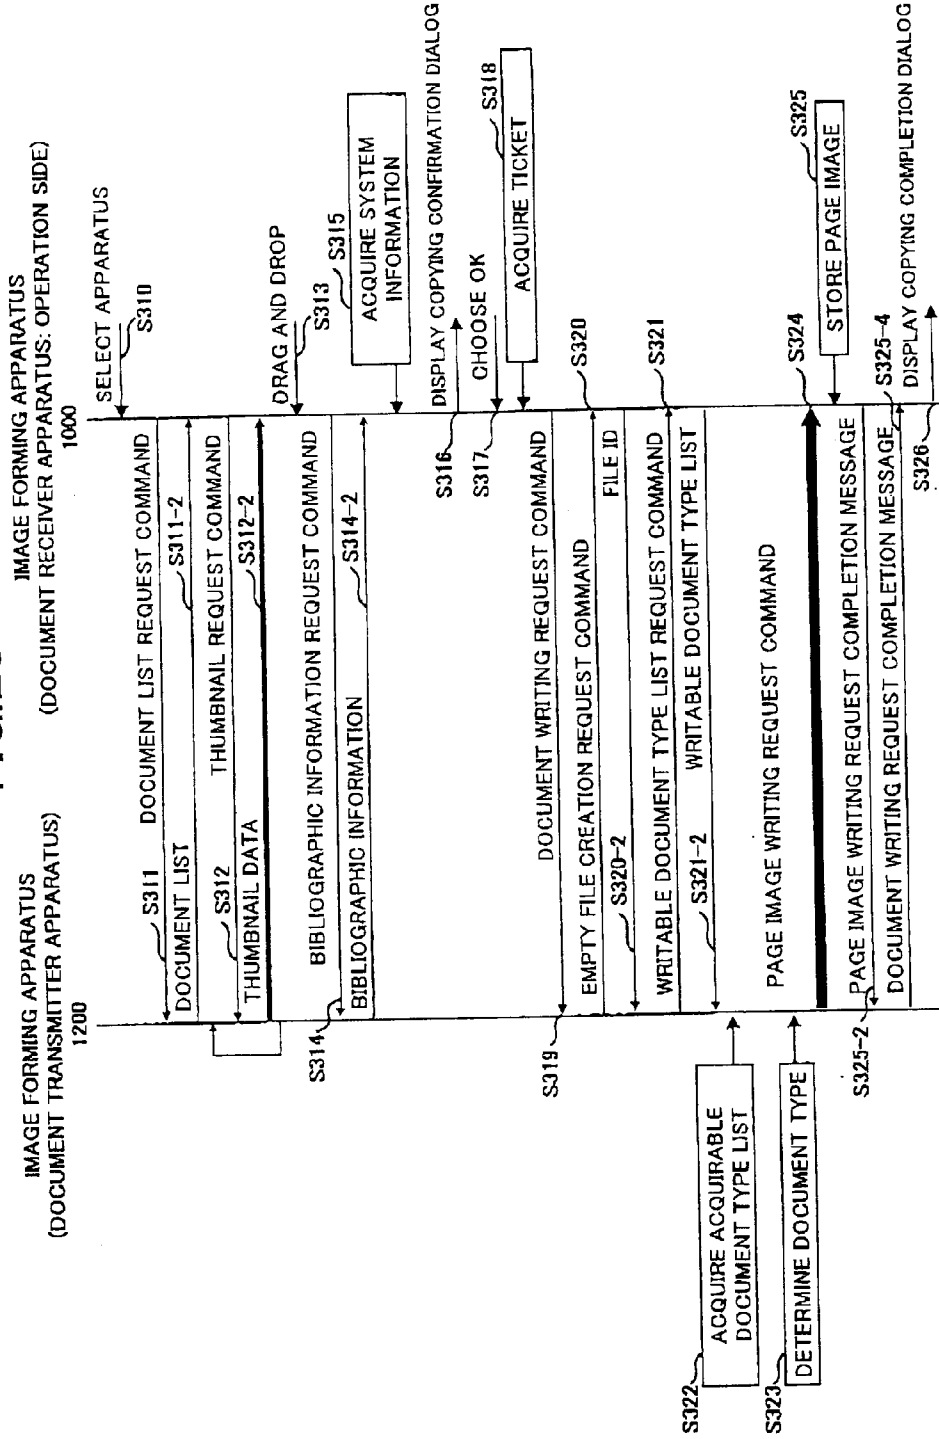 IMAGE FORMING APPARATUS
(DOCUMENT TRANSMITTER APPARATUS)
1200
IMAGE FORMING APPARATUS
(DOCUMENT RECEIVER APPARATUS: OPERATION SIDE)
1000
SELECT APPARATUS
S310
S311
DOCUMENT LIST REQUEST COMMAND
DOCUMENT LIST
S311-2
S312
THUMBNAIL REQUEST COMMAND
THUMBNAIL DATA
S312-2
DRAG AND DROP
S313
S314
BIBLIOGRAPHIC INFORMATION REQUEST COMMAND
BIBLIOGRAPHIC INFORMATION
S314-2
S315
ACQUIRE SYSTEM
INFORMATION
S316
DISPLAY COPYING CONFIRMATION DIALOG
S317
CHOOSE OK
S318
ACQUIRE TICKET
S319
DOCUMENT WRITING REQUEST COMMAND
EMPTY FILE CREATION REQUEST COMMAND
S320
S320-2
FILE ID
WRITABLE DOCUMENT TYPE LIST REQUEST COMMAND
S321
S321-2
WRITABLE DOCUMENT TYPE LIST
S322
ACQUIRE ACQUIRABLE
DOCUMENT TYPE LIST
S323
DETERMINE DOCUMENT TYPE
PAGE IMAGE WRITING REQUEST COMMAND
S324
S325
STORE PAGE IMAGE
S325-2
PAGE IMAGE WRITING REQUEST COMPLETION MESSAGE
DOCUMENT WRITING REQUEST COMPLETION MESSAGE
S325-4
S326
DISPLAY COPYING COMPLETION DIALOG